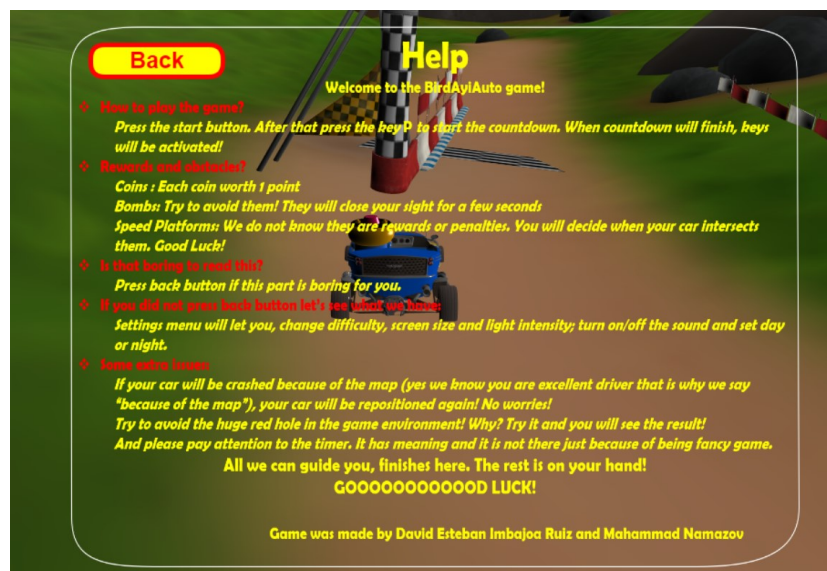 Back
Help
Welcome to the BirdAyiAuto game!
❖ How to play the game?
Press the start button. After that press the key P to start the countdown. When countdown will finish, keys
will be activated!
❖ Rewards and obstacles?
Coins : Each coin worth 1 point
Bombs: Try to avoid them! They will close your sight for a few seconds
Speed Platforms: We do not know they are rewards or penalties. You will decide when your car intersects
them. Good Luck!
❖ Is that boring to read this?
Press back button if this part is boring for you.
❖ If you did not press back button let's see what we have:
Settings menu will let you, change difficulty, screen size and light intensity; turn on/off the sound and set day
or night.
❖ Some extra issues:
If your car will be crashed because of the map (yes we know you are excellent driver that is why we say
“because of the map”), your car will be repositioned again! No worries!
Try to avoid the huge red hole in the game environment! Why? Try it and you will see the result!
And please pay attention to the timer. It has meaning and it is not there just because of being fancy game.
All we can guide you, finishes here. The rest is on your hand!
GOOOOOOOOOOOD LUCK!
Game was made by David Esteban Imbajoa Ruiz and Mahammad Namazov